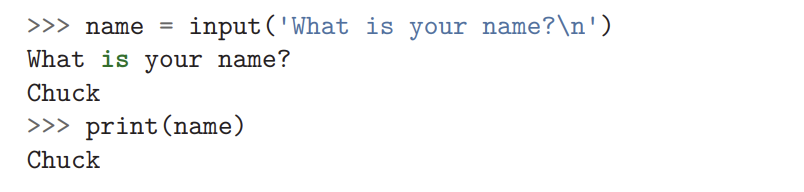 >>> name = input('What is your name?\n')
What is your name?
Chuck
>>> print(name)
Chuck